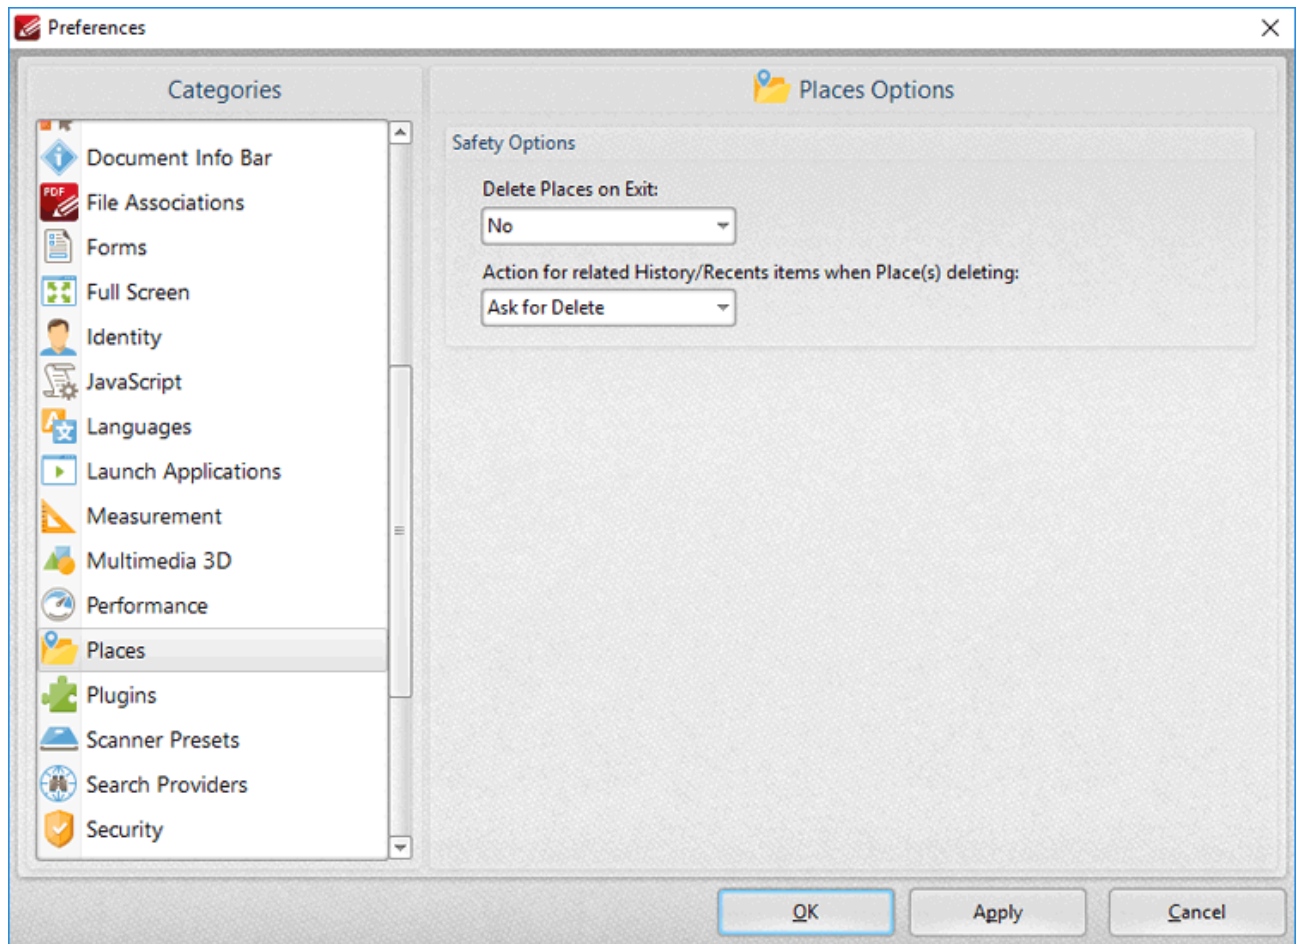 Preferences
Categories
Document Info Bar
PDF
File Associations
Forms
Full Screen
Identity
JavaScript
A
文
Languages
Launch Applications
Measurement
Multimedia 3D
Performance
Places
Plugins
Scanner Presets
Search Providers
Security
Places Options
Safety Options
Delete Places on Exit:
No
Action for related History/Recents items when Place(s) deleting:
Ask for Delete
OK
Apply
Cancel